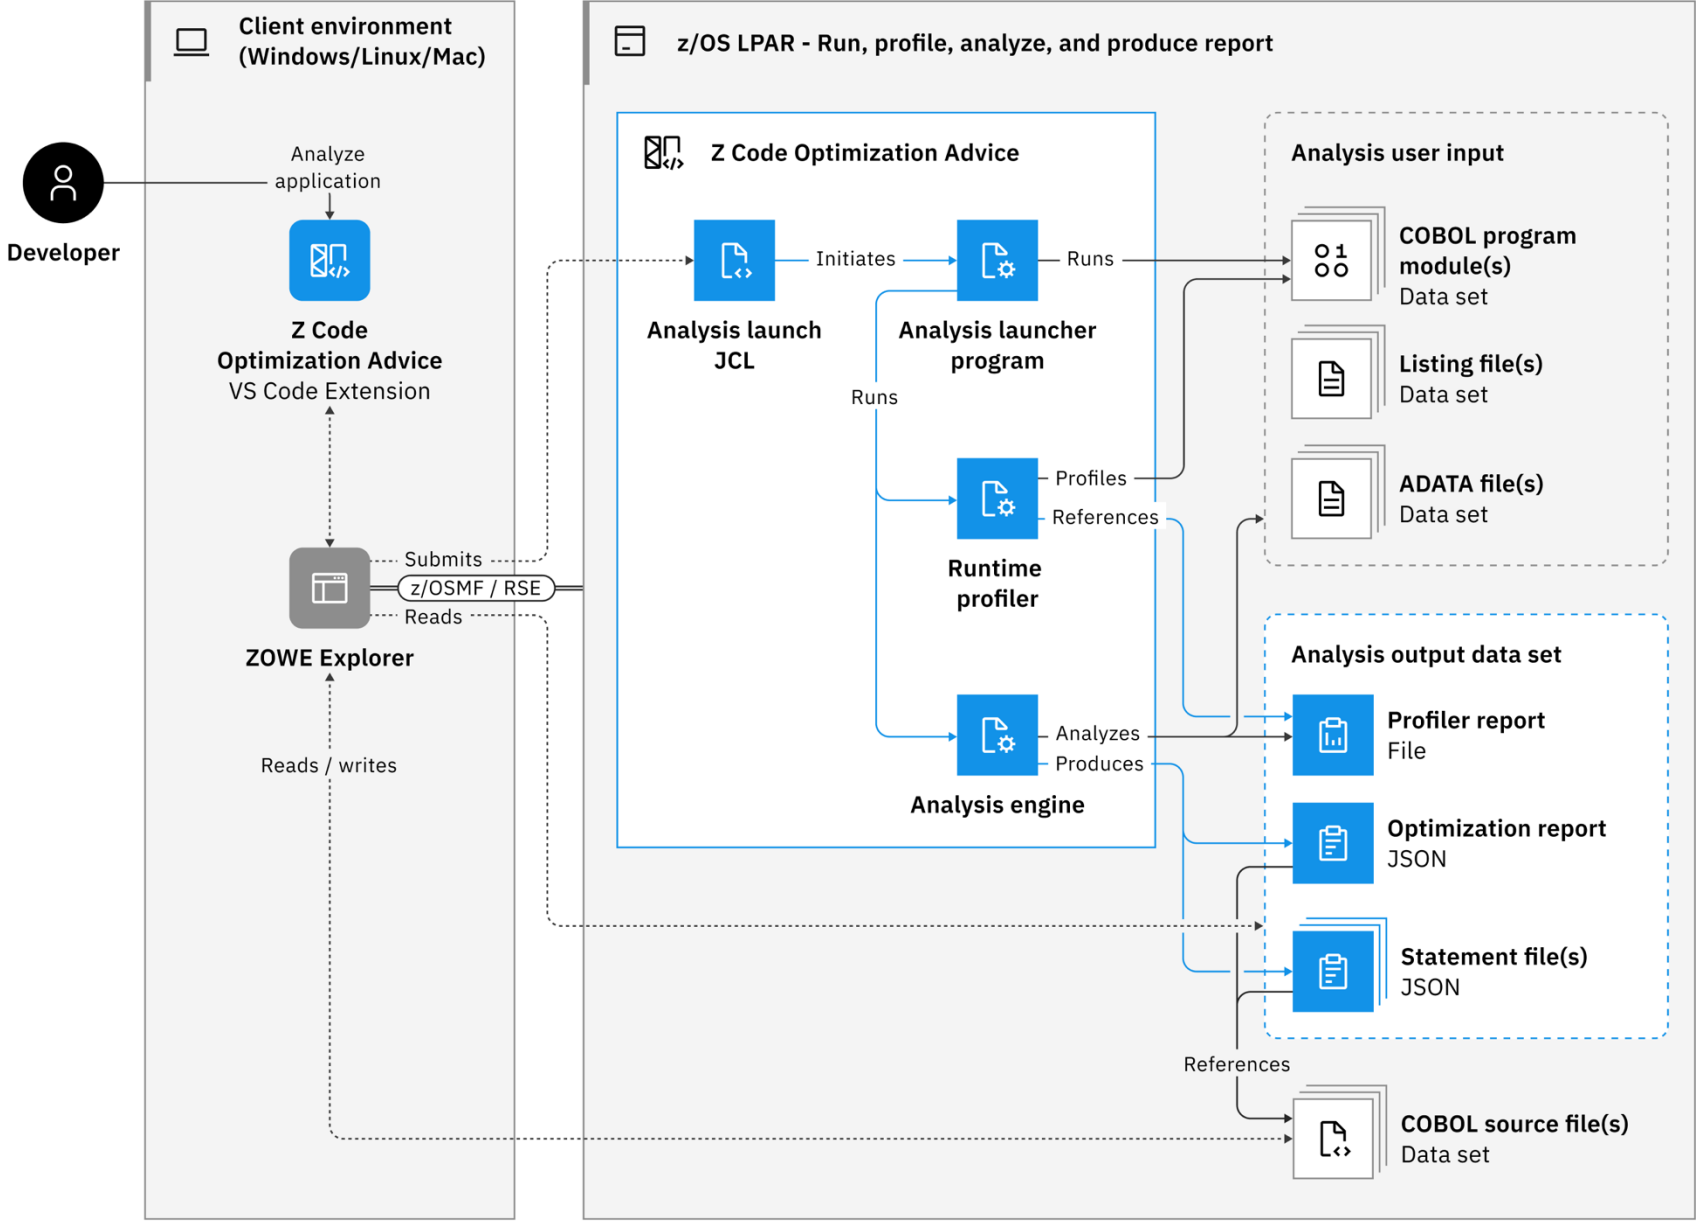 Client environment
(Windows/Linux/Mac)
z/OS LPAR - Run, profile, analyze, and produce report
Developer
Analyze
application
Z Code
Optimization Advice
VS Code Extension
Submits
z/OSMF / RSE
Reads
ZOWE Explorer
Reads / writes
Z Code Optimization Advice
Initiates
Runs
Analysis launch
JCL
Analysis launcher
program
Runs
Profiles
References
Runtime
profiler
Analyzes
Produces
Analysis engine
Analysis user input
COBOL program
module(s)
Data set
Listing file(s)
Data set
ADATA file(s)
Data set
Analysis output data set
Profiler report
File
Optimization report
JSON
Statement file(s)
JSON
References
COBOL source file(s)
Data set